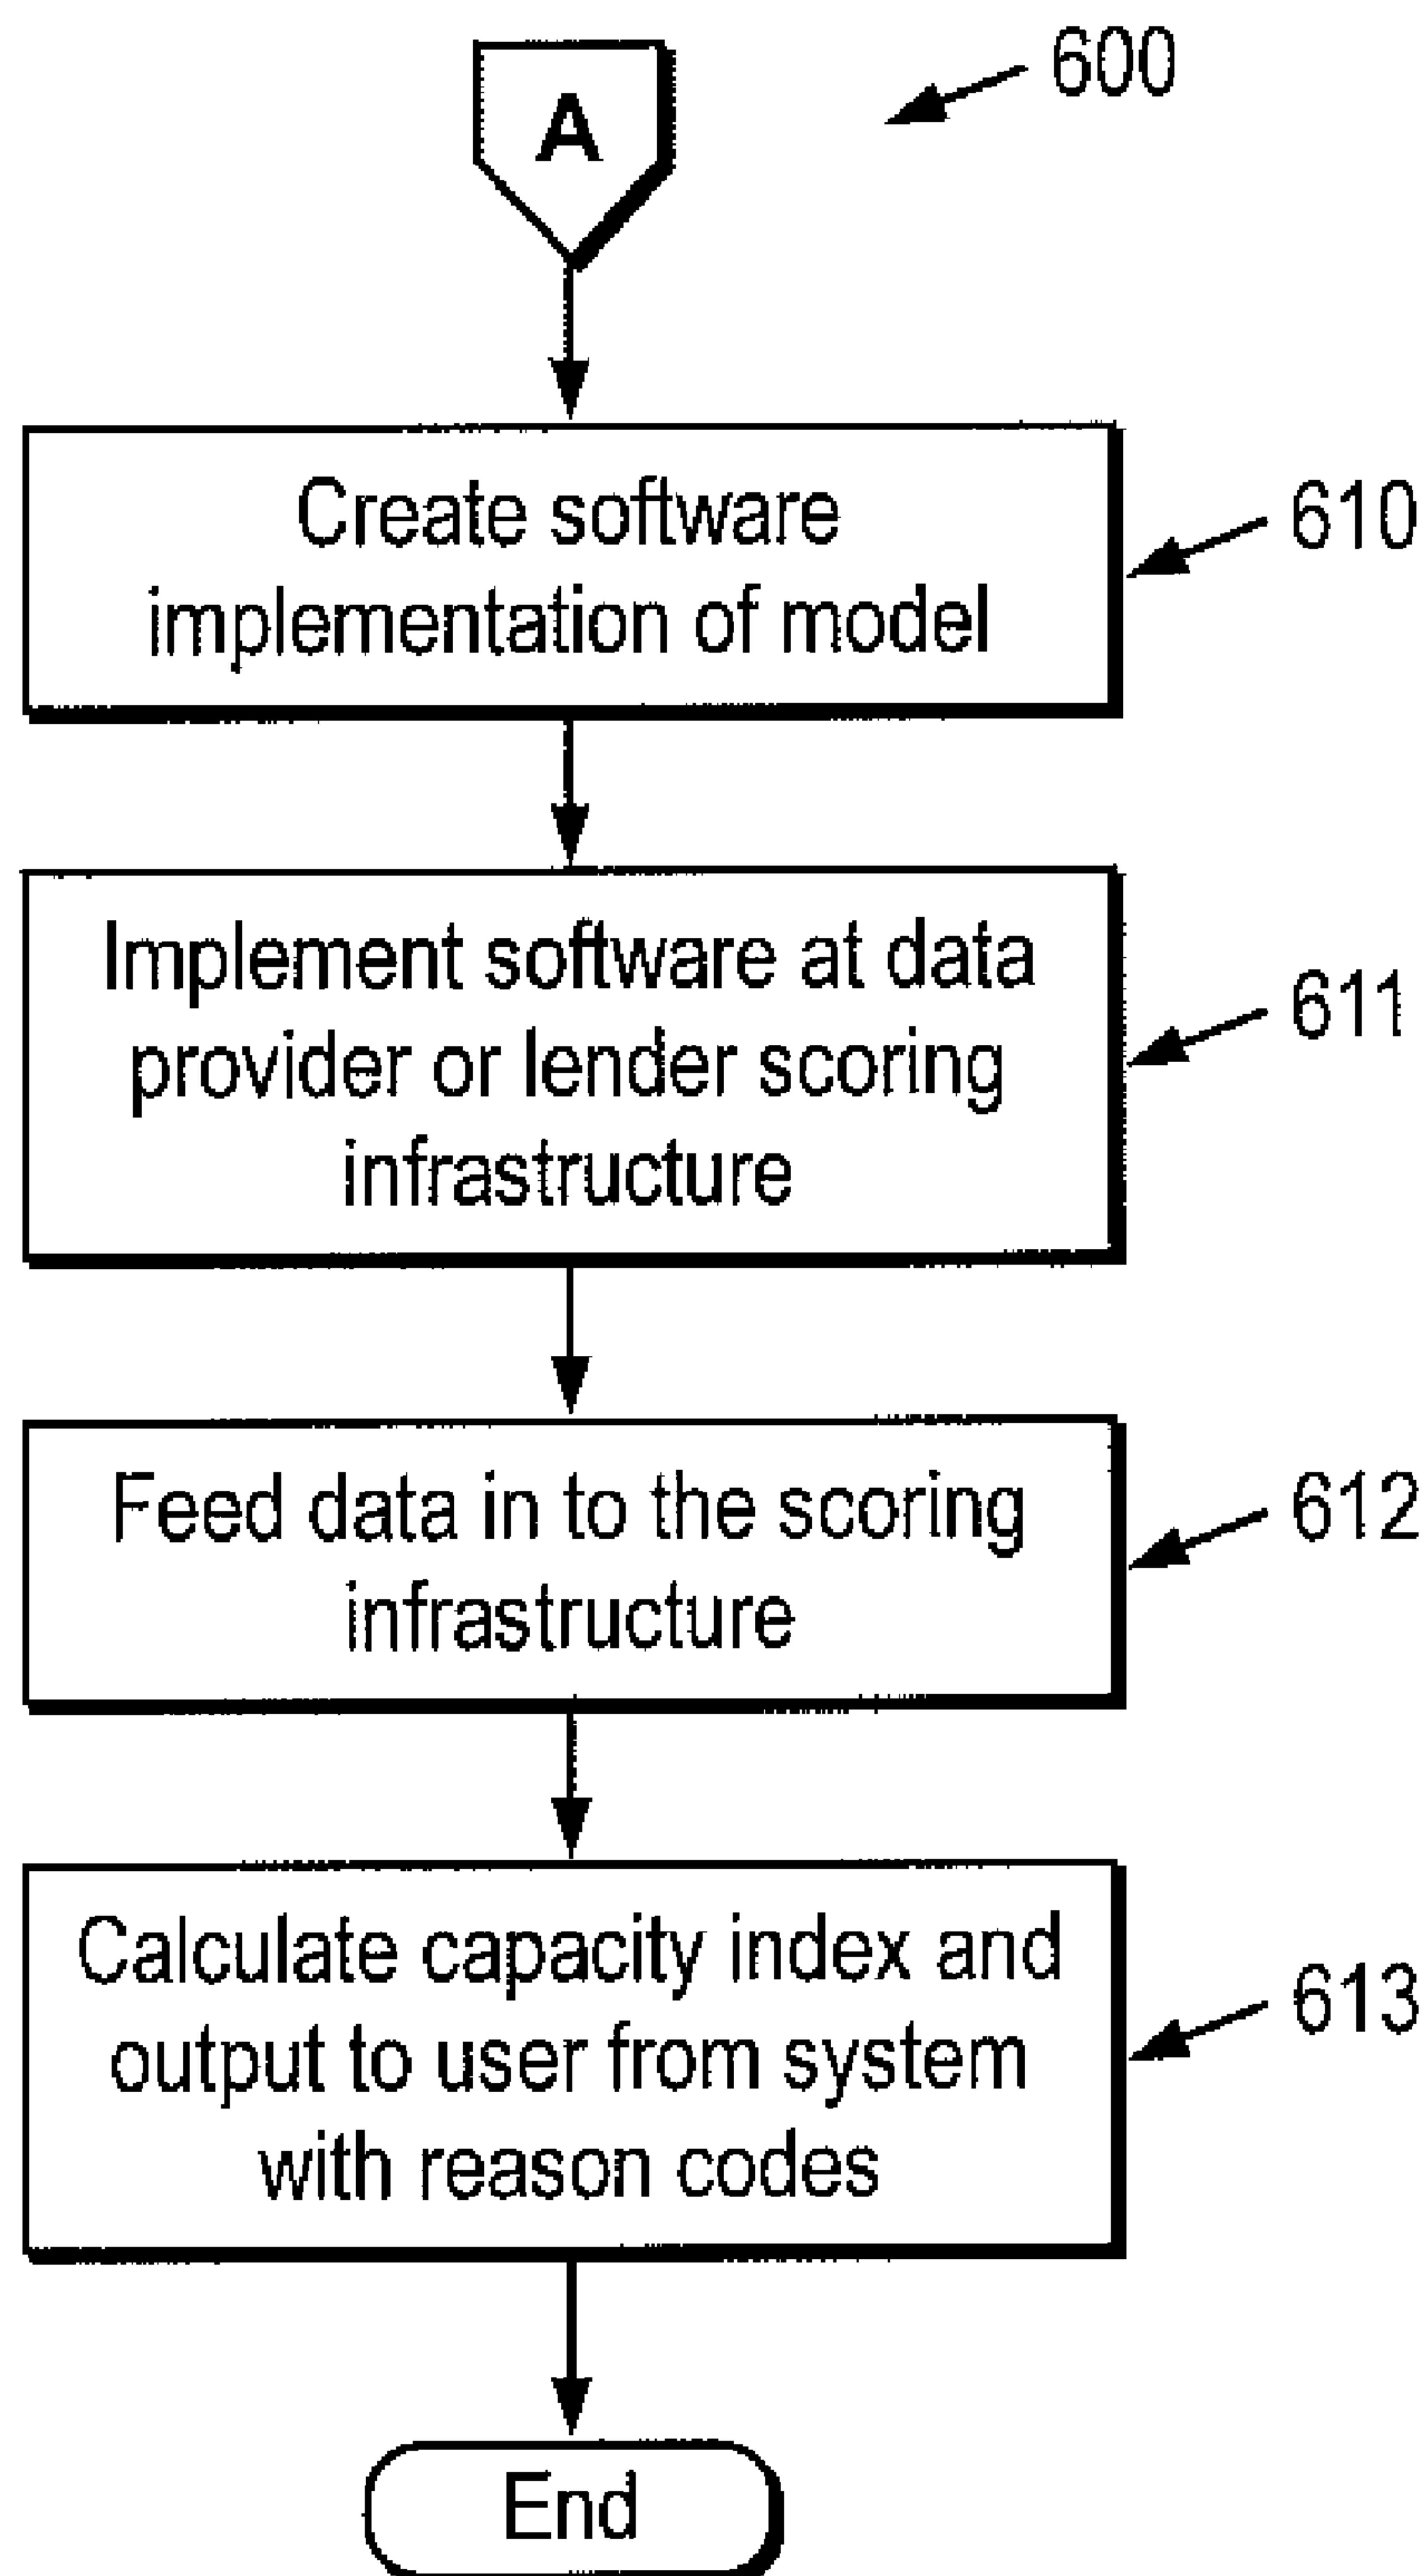 A
600
Create software
implementation of model
610
Implement software at data
provider or lender scoring
infrastructure
611
Feed data in to the scoring
infrastructure
612
Calculate capacity index and
output to user from system
with reason codes
613
End